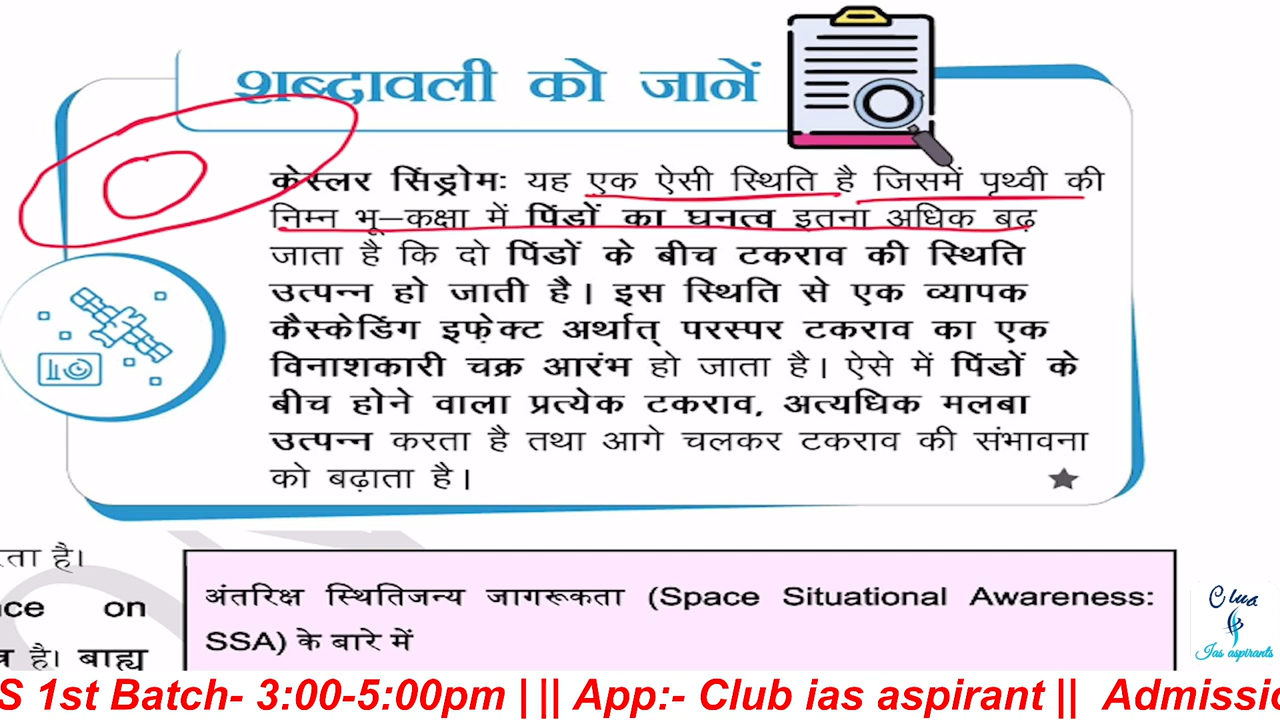 शब्दावली को जानें
केस्लर सिंड्रोमः यह एक ऐसी स्थिति है जिसमें पृथ्वी की
निम्न भू–कक्षा में पिंडों का घनत्व इतना अधिक बढ़
जाता है कि दो पिंडों के बीच टकराव की स्थिति
उत्पन्न हो जाती है। इस स्थिति से एक व्यापक
कैस्केडिंग इफ़ेक्ट अर्थात् परस्पर टकराव का एक
विनाशकारी चक्र आरंभ हो जाता है। ऐसे में पिंडों के
बीच होने वाला प्रत्येक टकराव, अत्यधिक मलबा
उत्पन्न करता है तथा आगे चलकर टकराव की संभावना
को बढ़ाता है।
है।
on
है। बाह्य
अंतरिक्ष स्थितिजन्य जागरूकता (Space Situational Awareness:
SSA) के बारे में
Club
Ias aspirants
S 1st Batch- 3:00-5:00pm | || App:- Club ias aspirant || Admissio